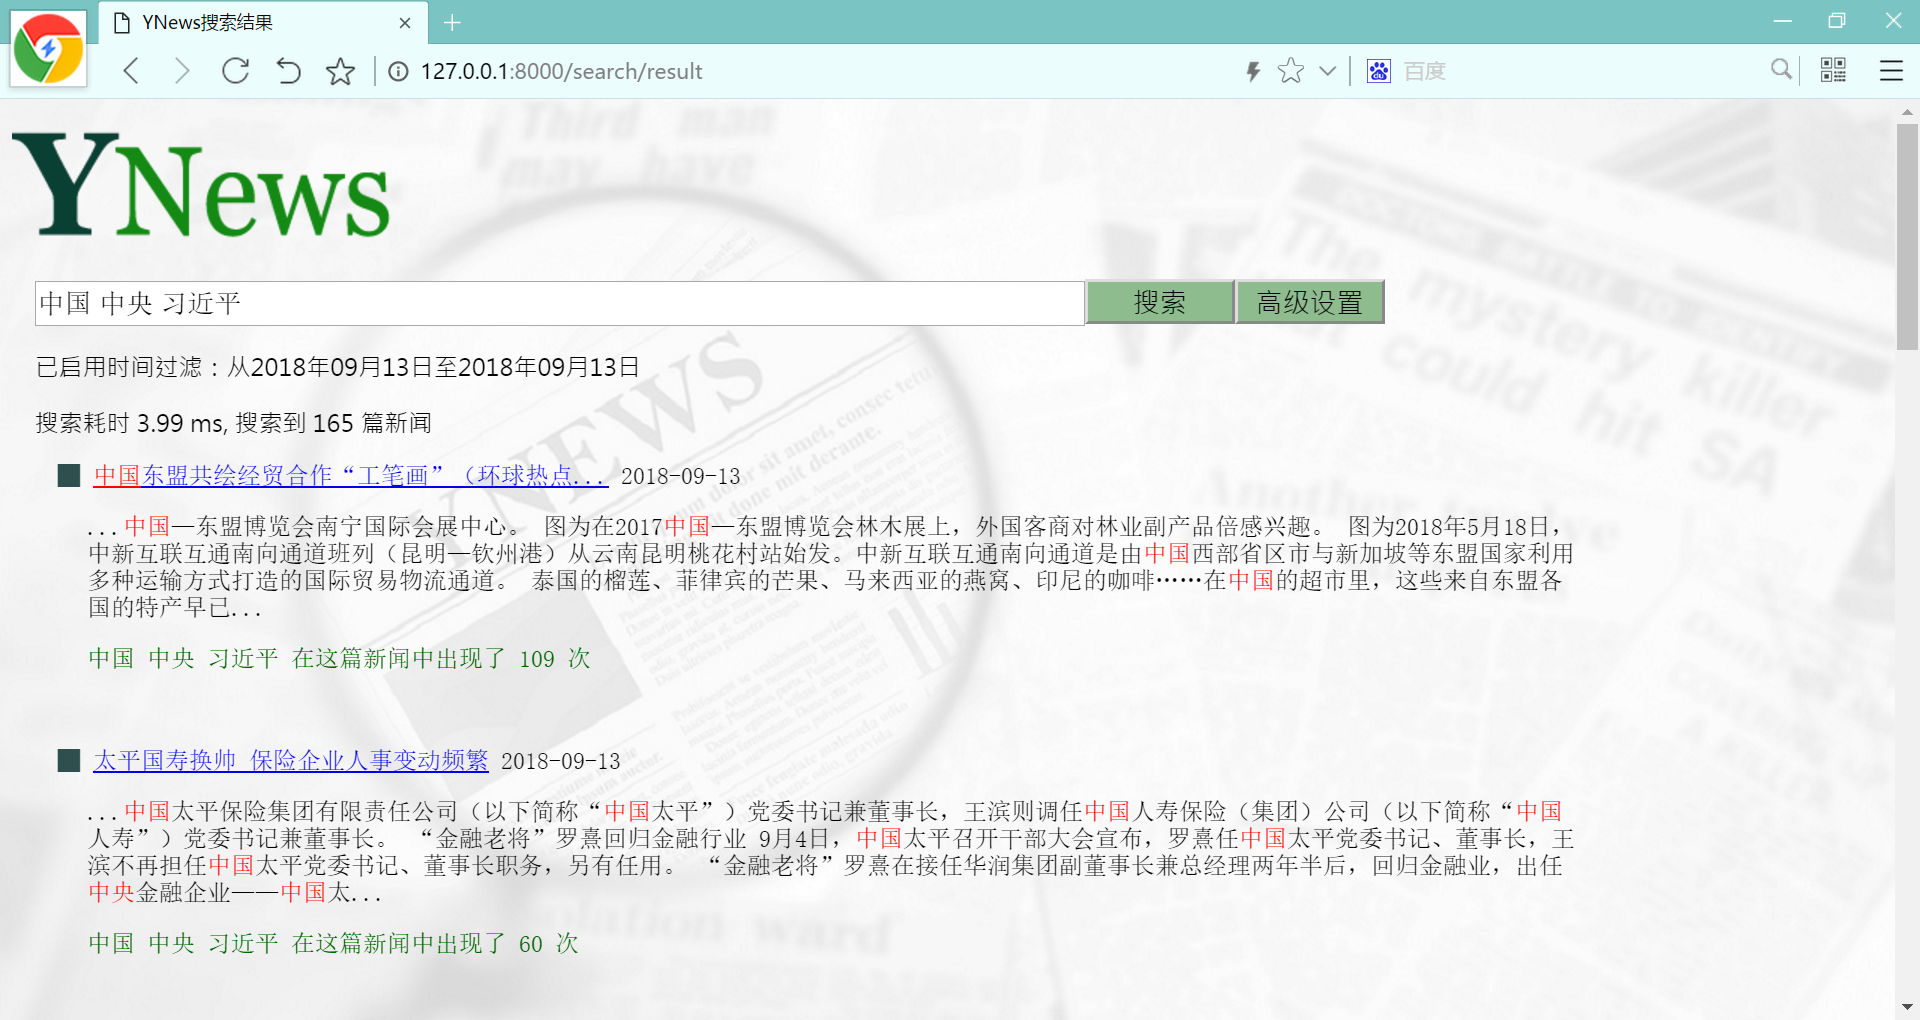 YNews搜索结果
127.0.0.1:8000/search/result
百度
Third man
may have
YNews
The mystery killer
that could hit SA
中国 中央 习近平
搜索
高级设置
已启用时间过滤：从2018年09月13日至2018年09月13日
搜索耗时 3.99 ms, 搜索到 165 篇新闻
中国东盟共绘经贸合作“工笔画”（环球热点... 2018-09-13
...中国—东盟博览会南宁国际会展中心。 图为在2017中国—东盟博览会林木展上，外国客商对林业副产品倍感兴趣。 图为2018年5月18日，
中新互联互通南向通道班列（昆明—钦州港）从云南昆明桃花村站始发。中新互联互通南向通道是由中国西部省区市与新加坡等东盟国家利用
多种运输方式打造的国际贸易物流通道。 泰国的榴莲、菲律宾的芒果、马来西亚的燕窝、印尼的咖啡……在中国的超市里，这些来自东盟各
国的特产早已...
中国 中央 习近平 在这篇新闻中出现了 109 次
太平国寿换帅 保险企业人事变动频繁 2018-09-13
...中国太平保险集团有限责任公司（以下简称“中国太平”）党委书记兼董事长，王滨则调任中国人寿保险（集团）公司（以下简称“中国
人寿”）党委书记兼董事长。 “金融老将”罗熹回归金融行业 9月4日，中国太平召开干部大会宣布，罗熹任中国太平党委书记、董事长，王
滨不再担任中国太平党委书记、董事长职务，另有任用。 “金融老将”罗熹在接任华润集团副董事长兼总经理两年半后，回归金融业，出任
中央金融企业——中国太...
中国 中央 习近平 在这篇新闻中出现了 60 次
YNEWS
Another